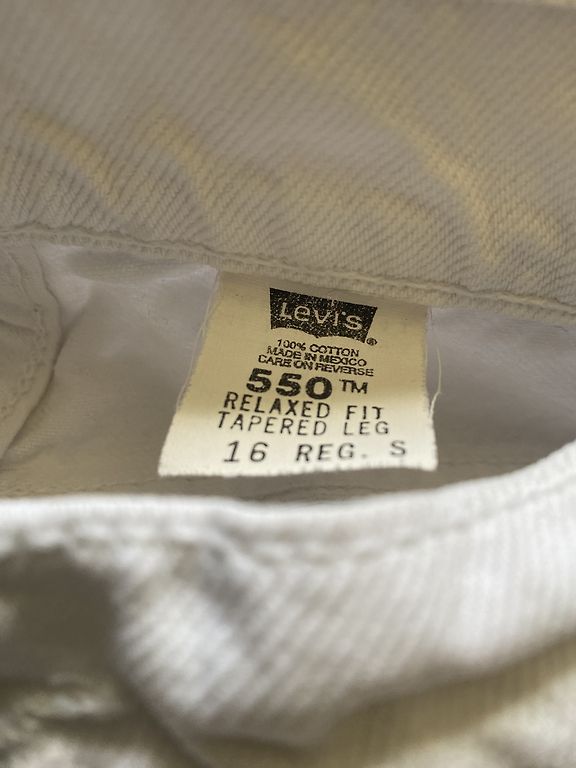 Levi's®
100% COTTON
MADE IN MEXICO
CARE ON REVERSE
550™
RELAXED FIT
TAPERED LEG
16 REG. S